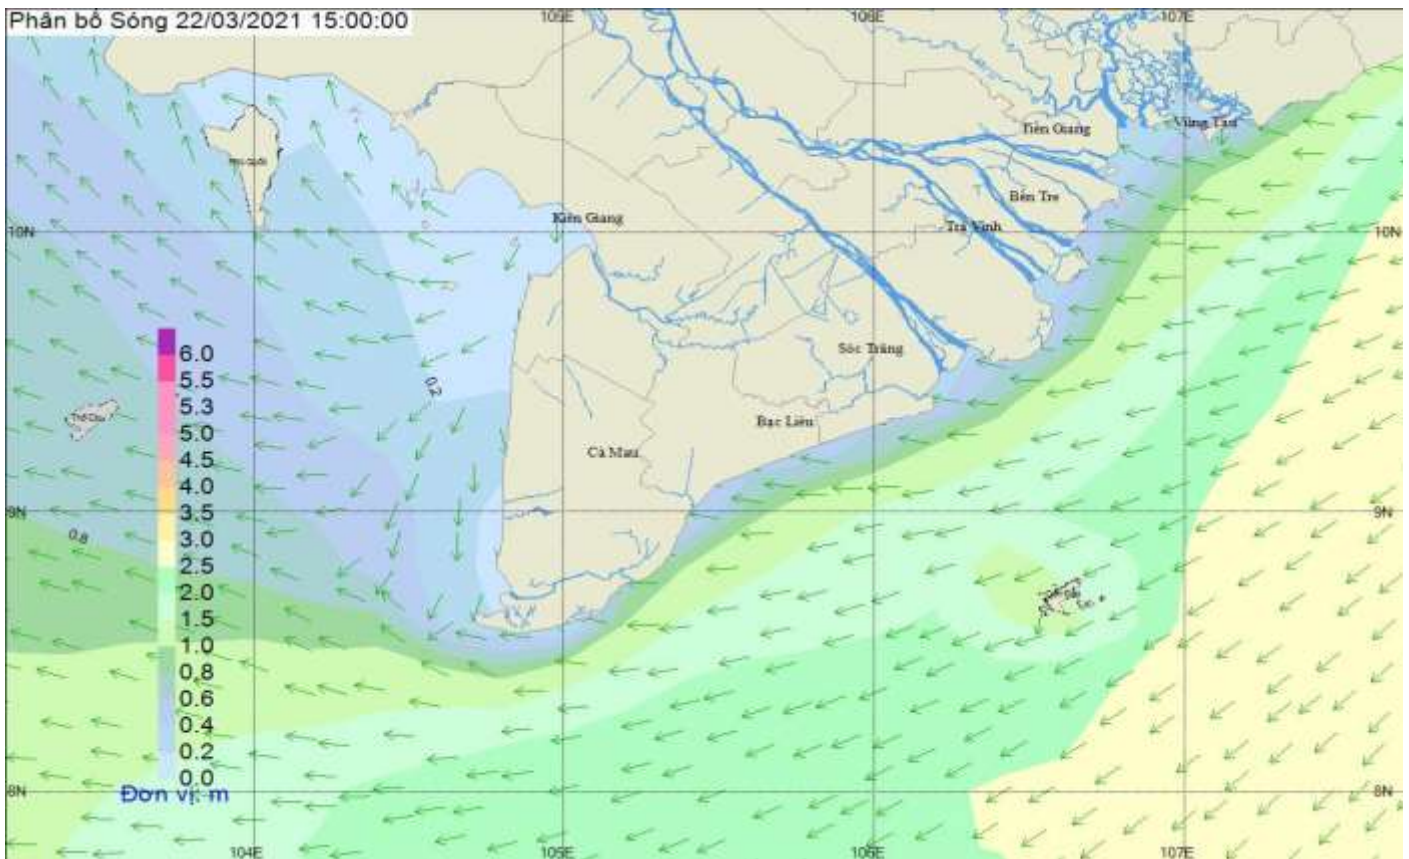 Phân bố Sóng 22/03/2021 15:00:00
105E
106E
107E
Tiền Giang
Vũng Tàu
Phú Quốc
Bến Tre
Kiên Giang
Trà Vinh
10N
10N
Sóc Trăng
0.2
6.0
5.5
5.3
5.0
4.5
4.0
3.5
3.0
2.5
2.0
1.5
1.0
0.8
0.6
0.4
0.2
0.0
Đơn vị: m
Thổ Chu
Bạc Liêu
Cà Mau
9N
9N
0.8
8N
8N
104E
105E
106E
107E